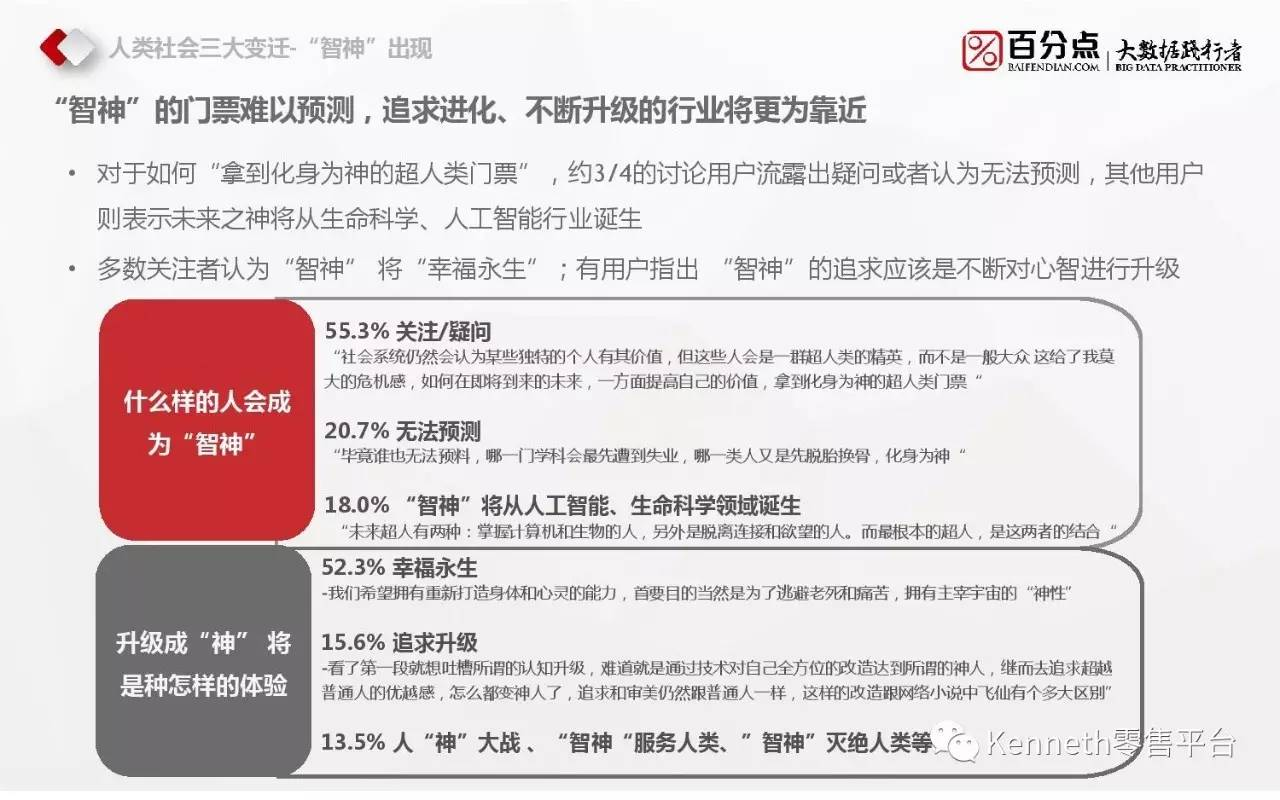 人类社会三大变迁-“智神”出现
百分点
BAIFENDIAN.COM
大数据践行者
BIG DATA PRACTITIONER
“智神”的门票难以预测，追求进化、不断升级的行业将更为靠近
• 对于如何“拿到化身为神的超人类门票”，约3/4的讨论用户流露出疑问或者认为无法预测，其他用户
则表示未来之神将从生命科学、人工智能行业诞生
• 多数关注者认为“智神” 将“幸福永生”；有用户指出 “智神”的追求应该是不断对心智进行升级
什么样的人会成
为“智神”
55.3% 关注/疑问
“社会系统仍然会认为某些独特的个人有其价值，但这些人会是一群超人类的精英，而不是一般大众 这给了我莫
大的危机感，如何在即将到来的未来，一方面提高自己的价值，拿到化身为神的超人类门票“
20.7% 无法预测
“毕竟谁也无法预料，哪一门学科会最先遭到失业，哪一类人又是先脱胎换骨，化身为神“
18.0% “智神”将从人工智能、生命科学领域诞生
“未来超人有两种：掌握计算机和生物的人，另外是脱离连接和欲望的人。而最根本的超人，是这两者的结合“
升级成“神” 将
是种怎样的体验
52.3% 幸福永生
-我们希望拥有重新打造身体和心灵的能力，首要目的当然是为了逃避老死和痛苦，拥有主宰宇宙的“神性”
15.6% 追求升级
-看了第一段就想吐槽所谓的认知升级，难道就是通过技术对自己全方位的改造达到所谓的神人，继而去追求超越
普通人的优越感，怎么都变神人了，追求和审美仍然跟普通人一样，这样的改造跟网络小说中飞仙有个多大区别”
13.5% 人“神”大战 、“智神“服务人类、”智神”灭绝人类等
Kenneth零售平台